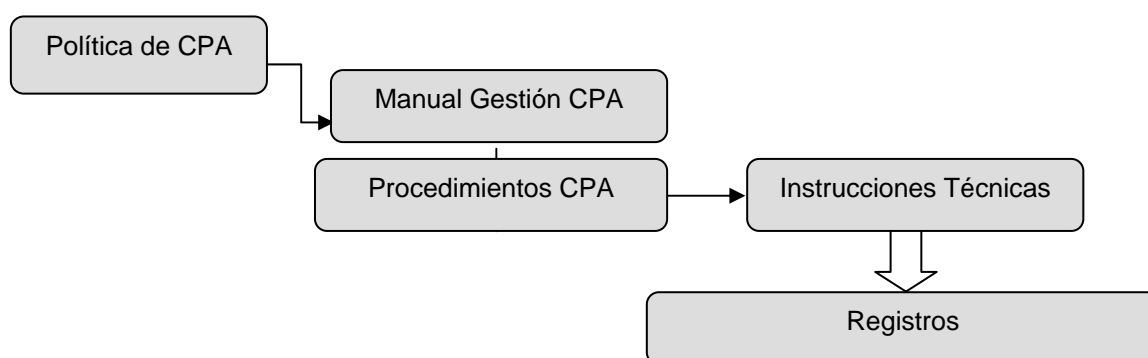 Política de CPA
Manual Gestión CPA
Procedimientos CPA
Instrucciones Técnicas
Registros